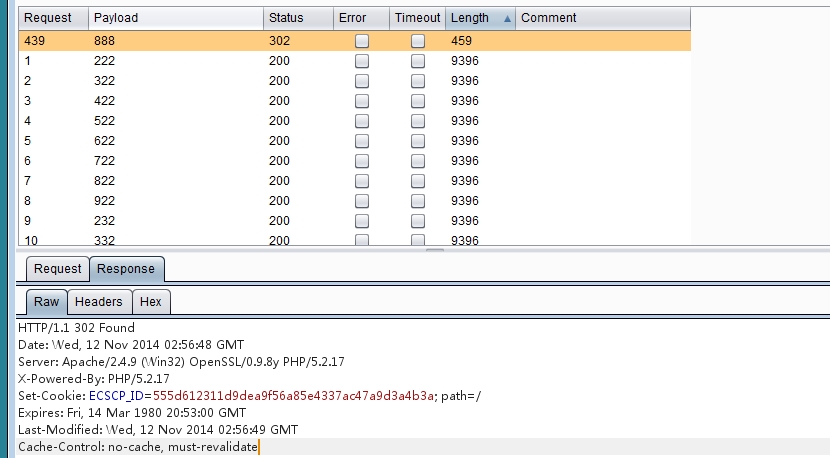 Request Payload Status Error Timeout Length Comment
439 888 302 459
1 222 200 9396
2 322 200 9396
3 422 200 9396
4 522 200 9396
5 622 200 9396
6 722 200 9396
7 822 200 9396
8 922 200 9396
9 232 200 9396
10 332 200 9396
Request Response
Raw Headers Hex
HTTP/1.1 302 Found
Date: Wed, 12 Nov 2014 02:56:48 GMT
Server: Apache/2.4.9 (Win32) OpenSSL/0.9.8y PHP/5.2.17
X-Powered-By: PHP/5.2.17
Set-Cookie: ECSCP_ID=555d612311d9dea9f56a85e4337ac47a9d3a4b3a; path=/
Expires: Fri, 14 Mar 1980 20:53:00 GMT
Last-Modified: Wed, 12 Nov 2014 02:56:49 GMT
Cache-Control: no-cache, must-revalidate